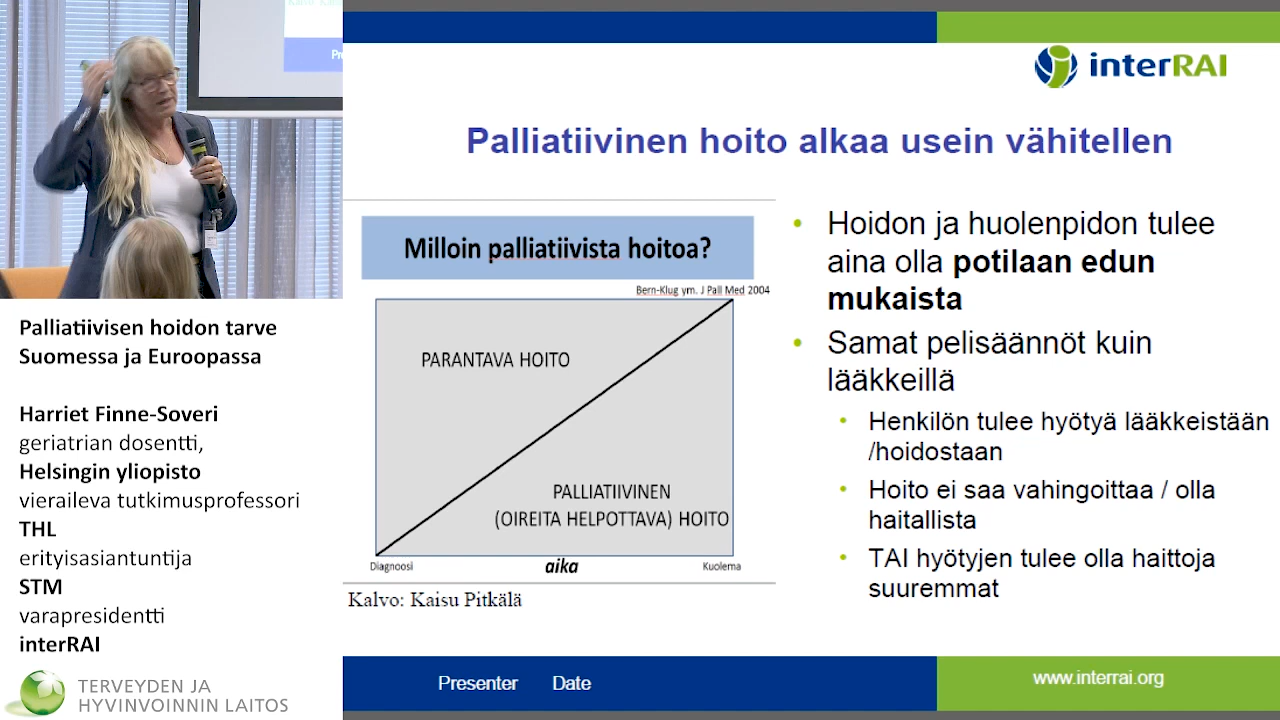 Pr
Palliatiivisen hoidon tarve
Suomessa ja Euroopassa
Harriet Finne-Soveri
geriatrian dosentti,
Helsingin yliopisto
vieraileva tutkimusprofessori
THL
erityisasiantuntija
STM
varapresidentti
interRAI
TERVEYDEN JA
HYVINVOINNIN LAITOS
interRAI
Palliatiivinen hoito alkaa usein vähitellen
Milloin palliatiivista hoitoa?
Bern-Klug ym. J Pall Med 2004
PARANTAVA HOITO
PALLIATIIVINEN
(OIREITA HELPOTTAVA) HOITO
Diagnoosi
aika
Kuolema
Kalvo: Kaisu Pitkälä
• Hoidon ja huolenpidon tulee
aina olla potilaan edun
mukaista
• Samat pelisäännöt kuin
lääkkeillä
• Henkilön tulee hyötyä lääkkeistään
/hoidostaan
• Hoito ei saa vahingoittaa / olla
haitallista
• TAI hyötyjen tulee olla haittoja
suuremmat
Presenter
Date
www.interrai.org